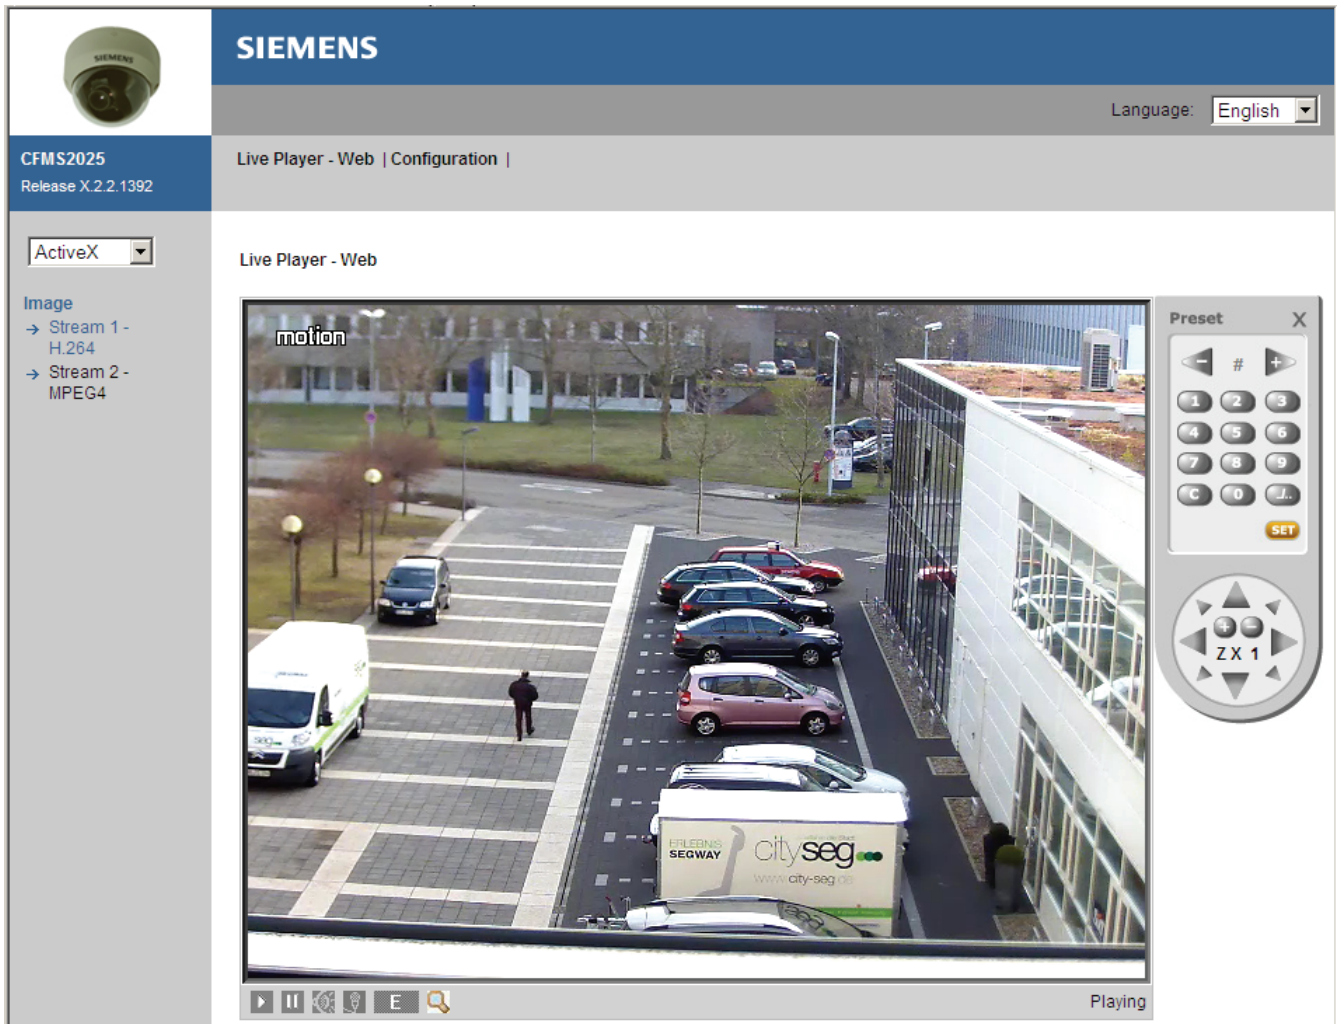 SIEMENS
SIEMENS
Language: English
CFMS2025
Release X.2.2.1392
Live Player - Web | Configuration |
ActiveX
Live Player - Web
Image
Stream 1 -
H.264
Stream 2 -
MPEG4
motion
Preset X
- # +
1 2 3
4 5 6
7 8 9
C 0 ../..
SET
+ -
Z X 1
seg
ERLEBNIS
SEGWAY
cityseg
www.city-seg.de
E
Playing